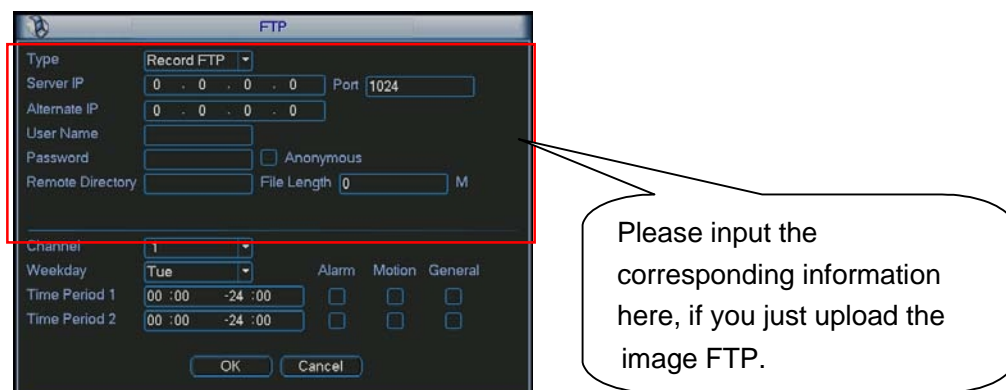 FTP
Type Record FTP
Server IP 0 . 0 . 0 . 0 Port 1024
Alternate IP 0 . 0 . 0 . 0
User Name
Password Anonymous
Remote Directory File Length 0 M
Channel 1
Weekday Tue Alarm Motion General
Time Period 1 00 :00 -24 :00
Time Period 2 00 :00 -24 :00
OK Cancel
Please input the
corresponding information
here, if you just upload the
image FTP.